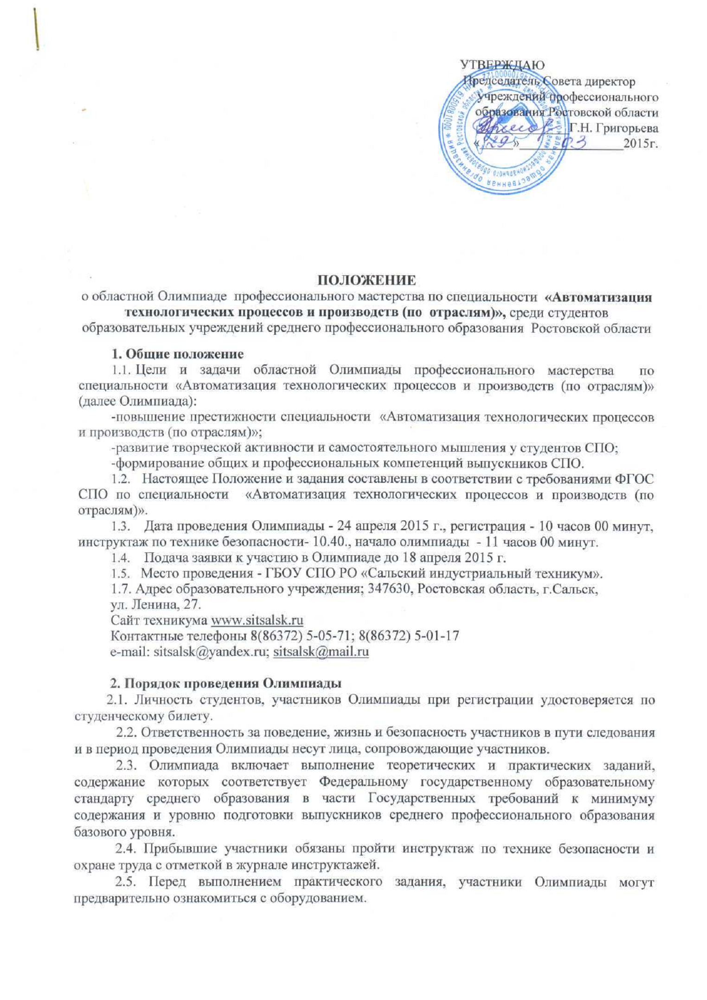 УТВЕРЖДАЮ
Председатель Совета директор
учреждений профессионального
образования Ростовской области
Г.Н. Григорьева
« 29 » 03 2015г.
ПОЛОЖЕНИЕ
о областной Олимпиаде профессионального мастерства по специальности «Автоматизация
технологических процессов и производств (по отраслям)», среди студентов
образовательных учреждений среднего профессионального образования Ростовской области
1. Общие положение
1.1. Цели и задачи областной Олимпиады профессионального мастерства по
специальности «Автоматизация технологических процессов и производств (по отраслям)»
(далее Олимпиада):
-повышение престижности специальности «Автоматизация технологических процессов
и производств (по отраслям)»;
-развитие творческой активности и самостоятельного мышления у студентов СПО;
-формирование общих и профессиональных компетенций выпускников СПО.
1.2. Настоящее Положение и задания составлены в соответствии с требованиями ФГОС
СПО по специальности «Автоматизация технологических процессов и производств (по
отраслям)».
1.3. Дата проведения Олимпиады - 24 апреля 2015 г., регистрация - 10 часов 00 минут,
инструктаж по технике безопасности- 10.40., начало олимпиады - 11 часов 00 минут.
1.4. Подача заявки к участию в Олимпиаде до 18 апреля 2015 г.
1.5. Место проведения - ГБОУ СПО РО «Сальский индустриальный техникум».
1.7. Адрес образовательного учреждения; 347630, Ростовская область, г.Сальск,
ул. Ленина, 27.
Сайт техникума www.sitsalsk.ru
Контактные телефоны 8(86372) 5-05-71; 8(86372) 5-01-17
e-mail: sitsalsk@yandex.ru; sitsalsk@mail.ru
2. Порядок проведения Олимпиады
2.1. Личность студентов, участников Олимпиады при регистрации удостоверяется по
студенческому билету.
2.2. Ответственность за поведение, жизнь и безопасность участников в пути следования
и в период проведения Олимпиады несут лица, сопровождающие участников.
2.3. Олимпиада включает выполнение теоретических и практических заданий,
содержание которых соответствует Федеральному государственному образовательному
стандарту среднего образования в части Государственных требований к минимуму
содержания и уровню подготовки выпускников среднего профессионального образования
базового уровня.
2.4. Прибывшие участники обязаны пройти инструктаж по технике безопасности и
охране труда с отметкой в журнале инструктажей.
2.5. Перед выполнением практического задания, участники Олимпиады могут
предварительно ознакомиться с оборудованием.